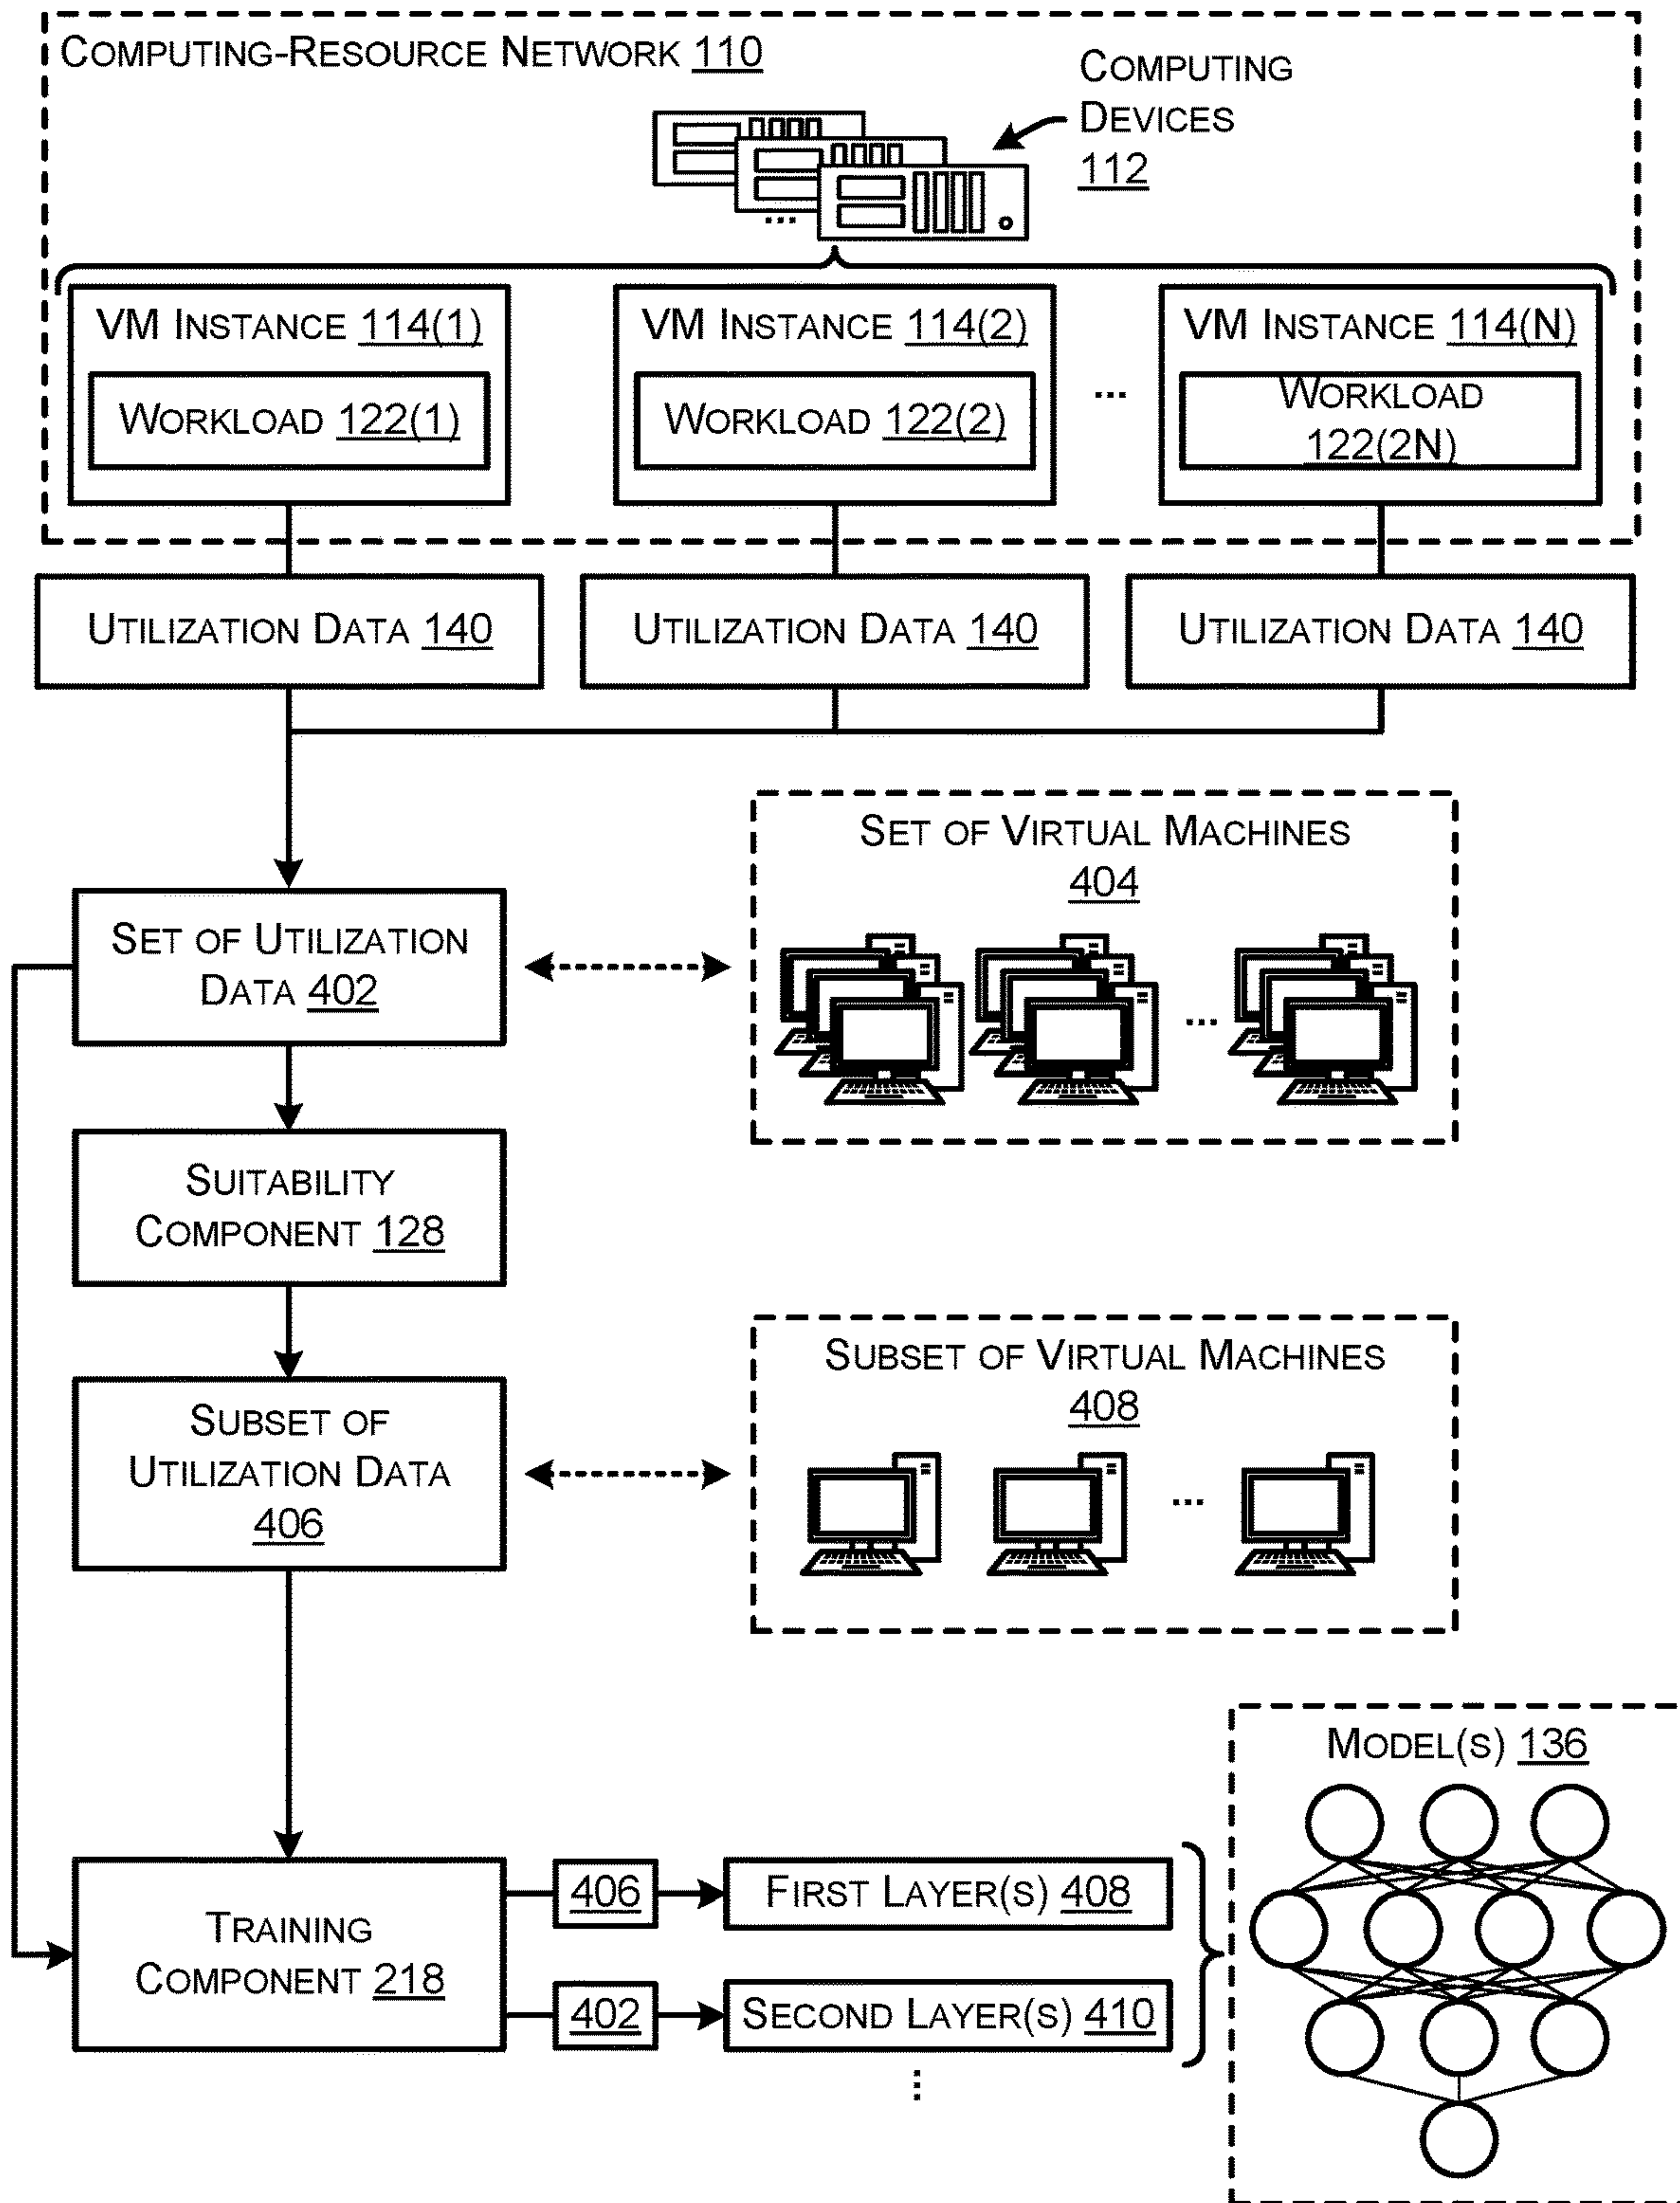 COMPUTING-RESOURCE NETWORK 110
COMPUTING
DEVICES
112
...
VM INSTANCE 114(1)
WORKLOAD 122(1)
VM INSTANCE 114(2)
WORKLOAD 122(2)
...
VM INSTANCE 114(N)
WORKLOAD
122(2N)
UTILIZATION DATA 140
UTILIZATION DATA 140
UTILIZATION DATA 140
SET OF VIRTUAL MACHINES
404
...
SET OF UTILIZATION
DATA 402
SUITABILITY
COMPONENT 128
SUBSET OF VIRTUAL MACHINES
408
...
SUBSET OF
UTILIZATION DATA
406
MODEL(S) 136
TRAINING
COMPONENT 218
406
FIRST LAYER(S) 408
402
SECOND LAYER(S) 410
...